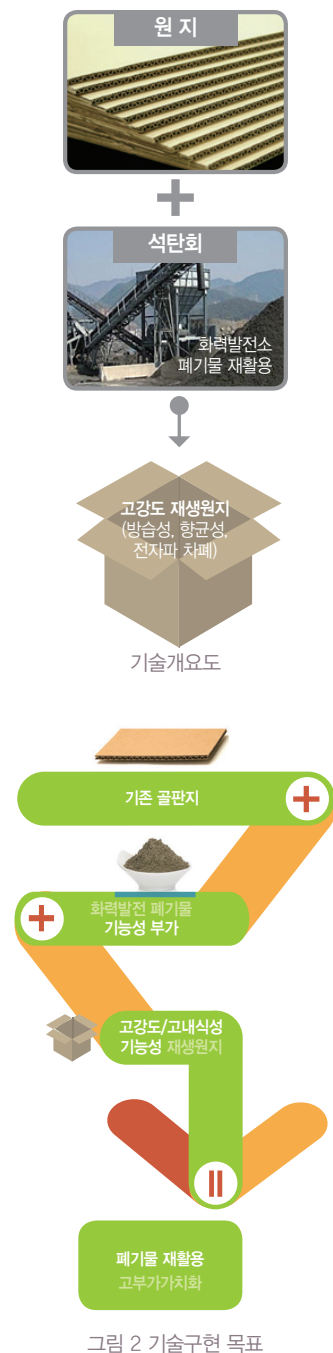 원 지
석탄회
화력발전소
폐기물 재활용
고강도 재생원지
(방습성, 향균성,
전자파 차폐)
기술개요도
기존 골판지
화력발전 폐기물
기능성 부가
고강도/고내식성
기능성 재생원지
폐기물 재활용
고부가가치화
그림 2 기술구현 목표